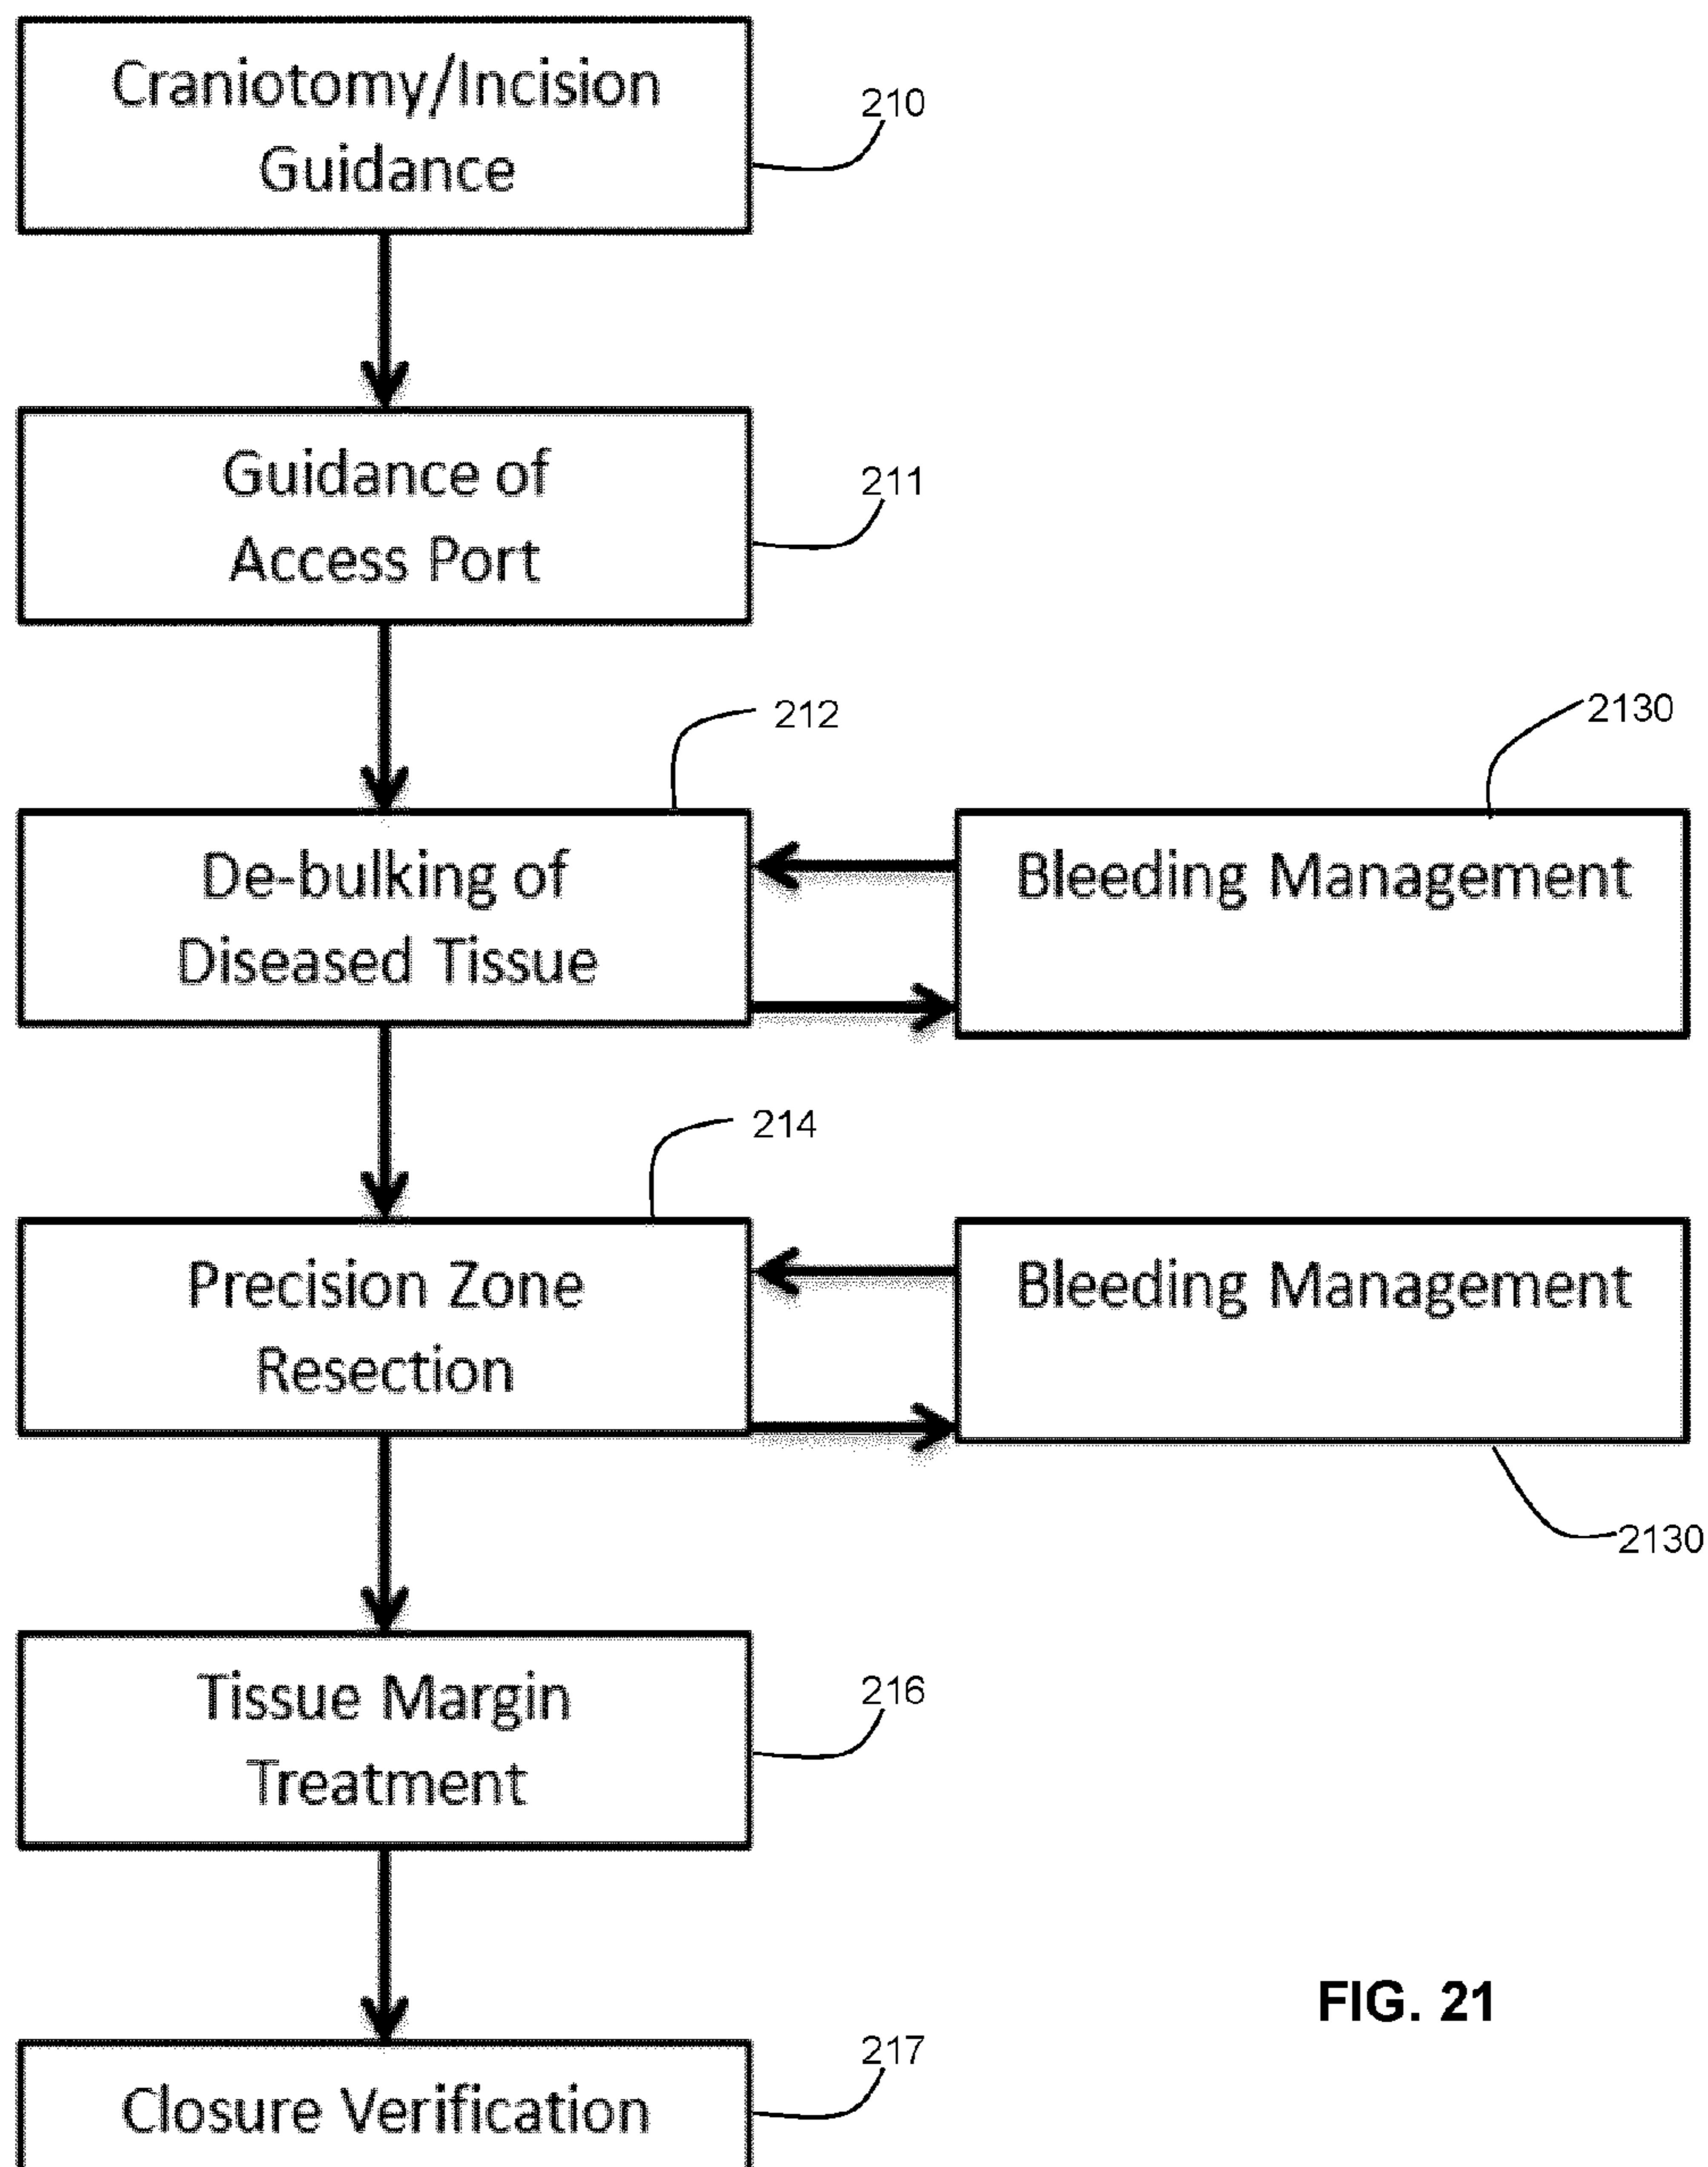 Craniotomy/Incision
Guidance
210
Guidance of
Access Port
211
212
2130
De-bulking of
Diseased Tissue
Bleeding Management
214
Precision Zone
Resection
Bleeding Management
2130
Tissue Margin
Treatment
216
FIG. 21
217
Closure Verification